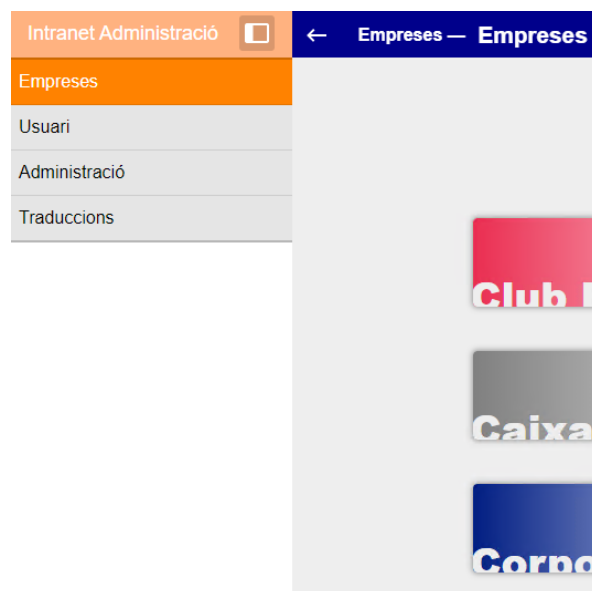 Intranet Administració
Empreses
Usuari
Administració
Traduccions
← Empreses — Empreses
Club
Caixa